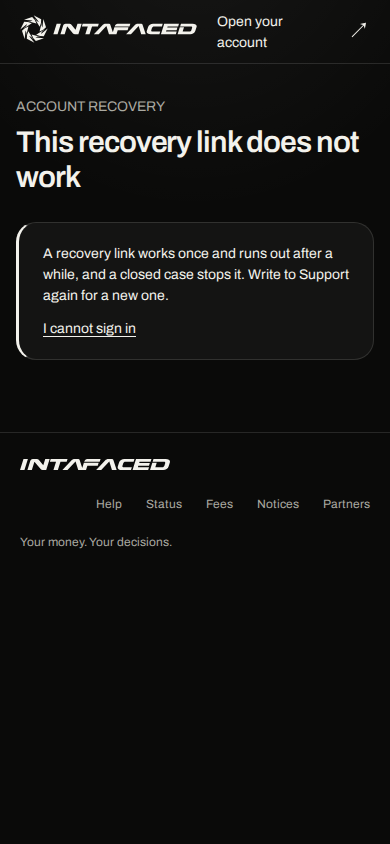 INTAFACED
Open your
account
ACCOUNT RECOVERY
This recovery link does not
work
A recovery link works once and runs out after a
while, and a closed case stops it. Write to Support
again for a new one.
I cannot sign in
INTAFACED
Help Status Fees Notices Partners
Your money. Your decisions.